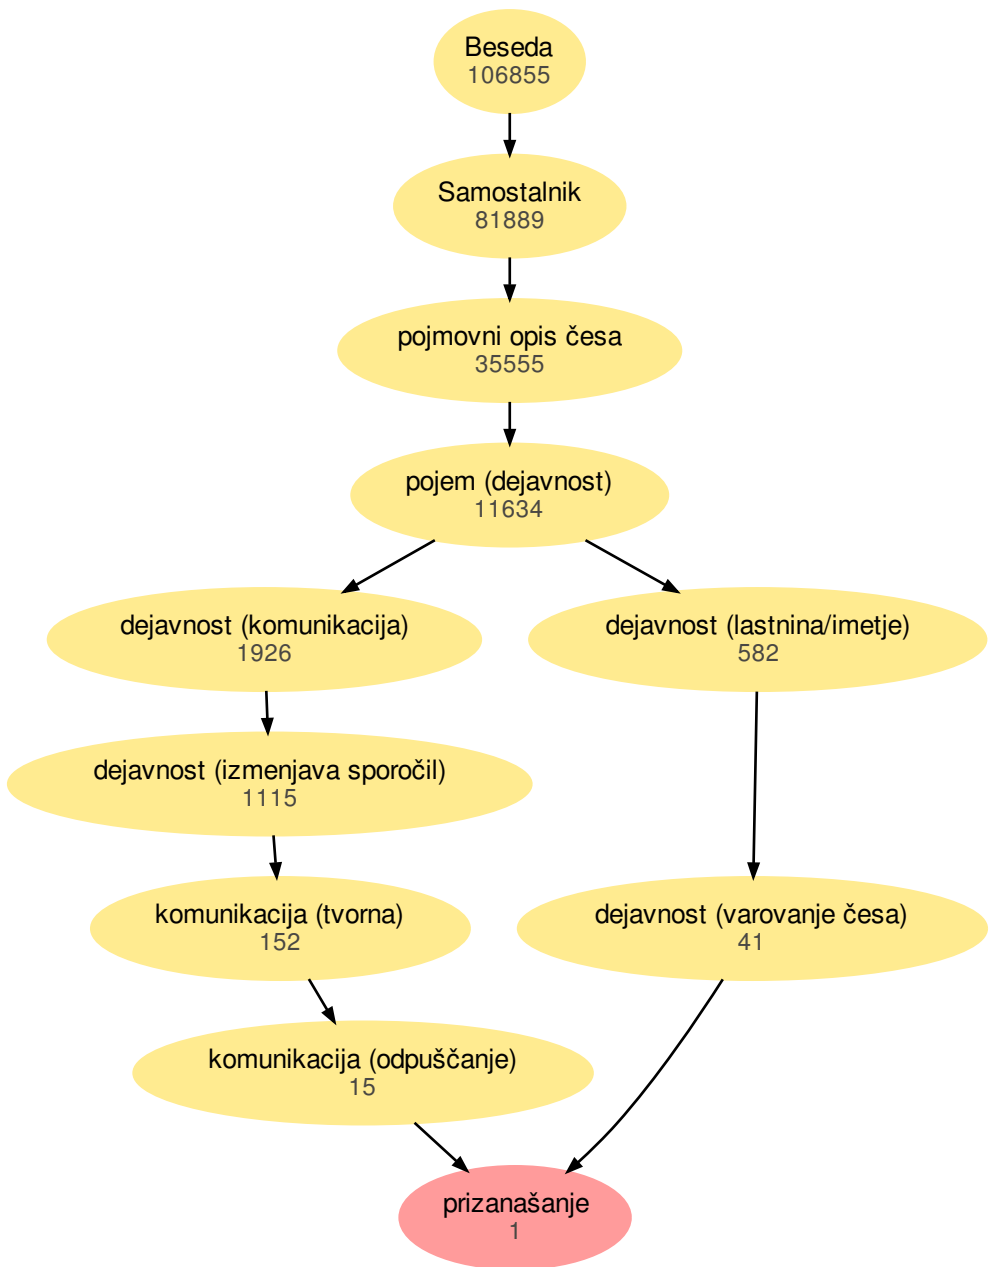 Beseda
106855
Samostalnik
81889
pojmovni opis česa
35555
pojem (dejavnost)
11634
dejavnost (komunikacija)
1926
dejavnost (lastnina/imetje)
582
dejavnost (izmenjava sporočil)
1115
komunikacija (tvorna)
152
dejavnost (varovanje česa)
41
komunikacija (odpuščanje)
15
prizanašanje
1